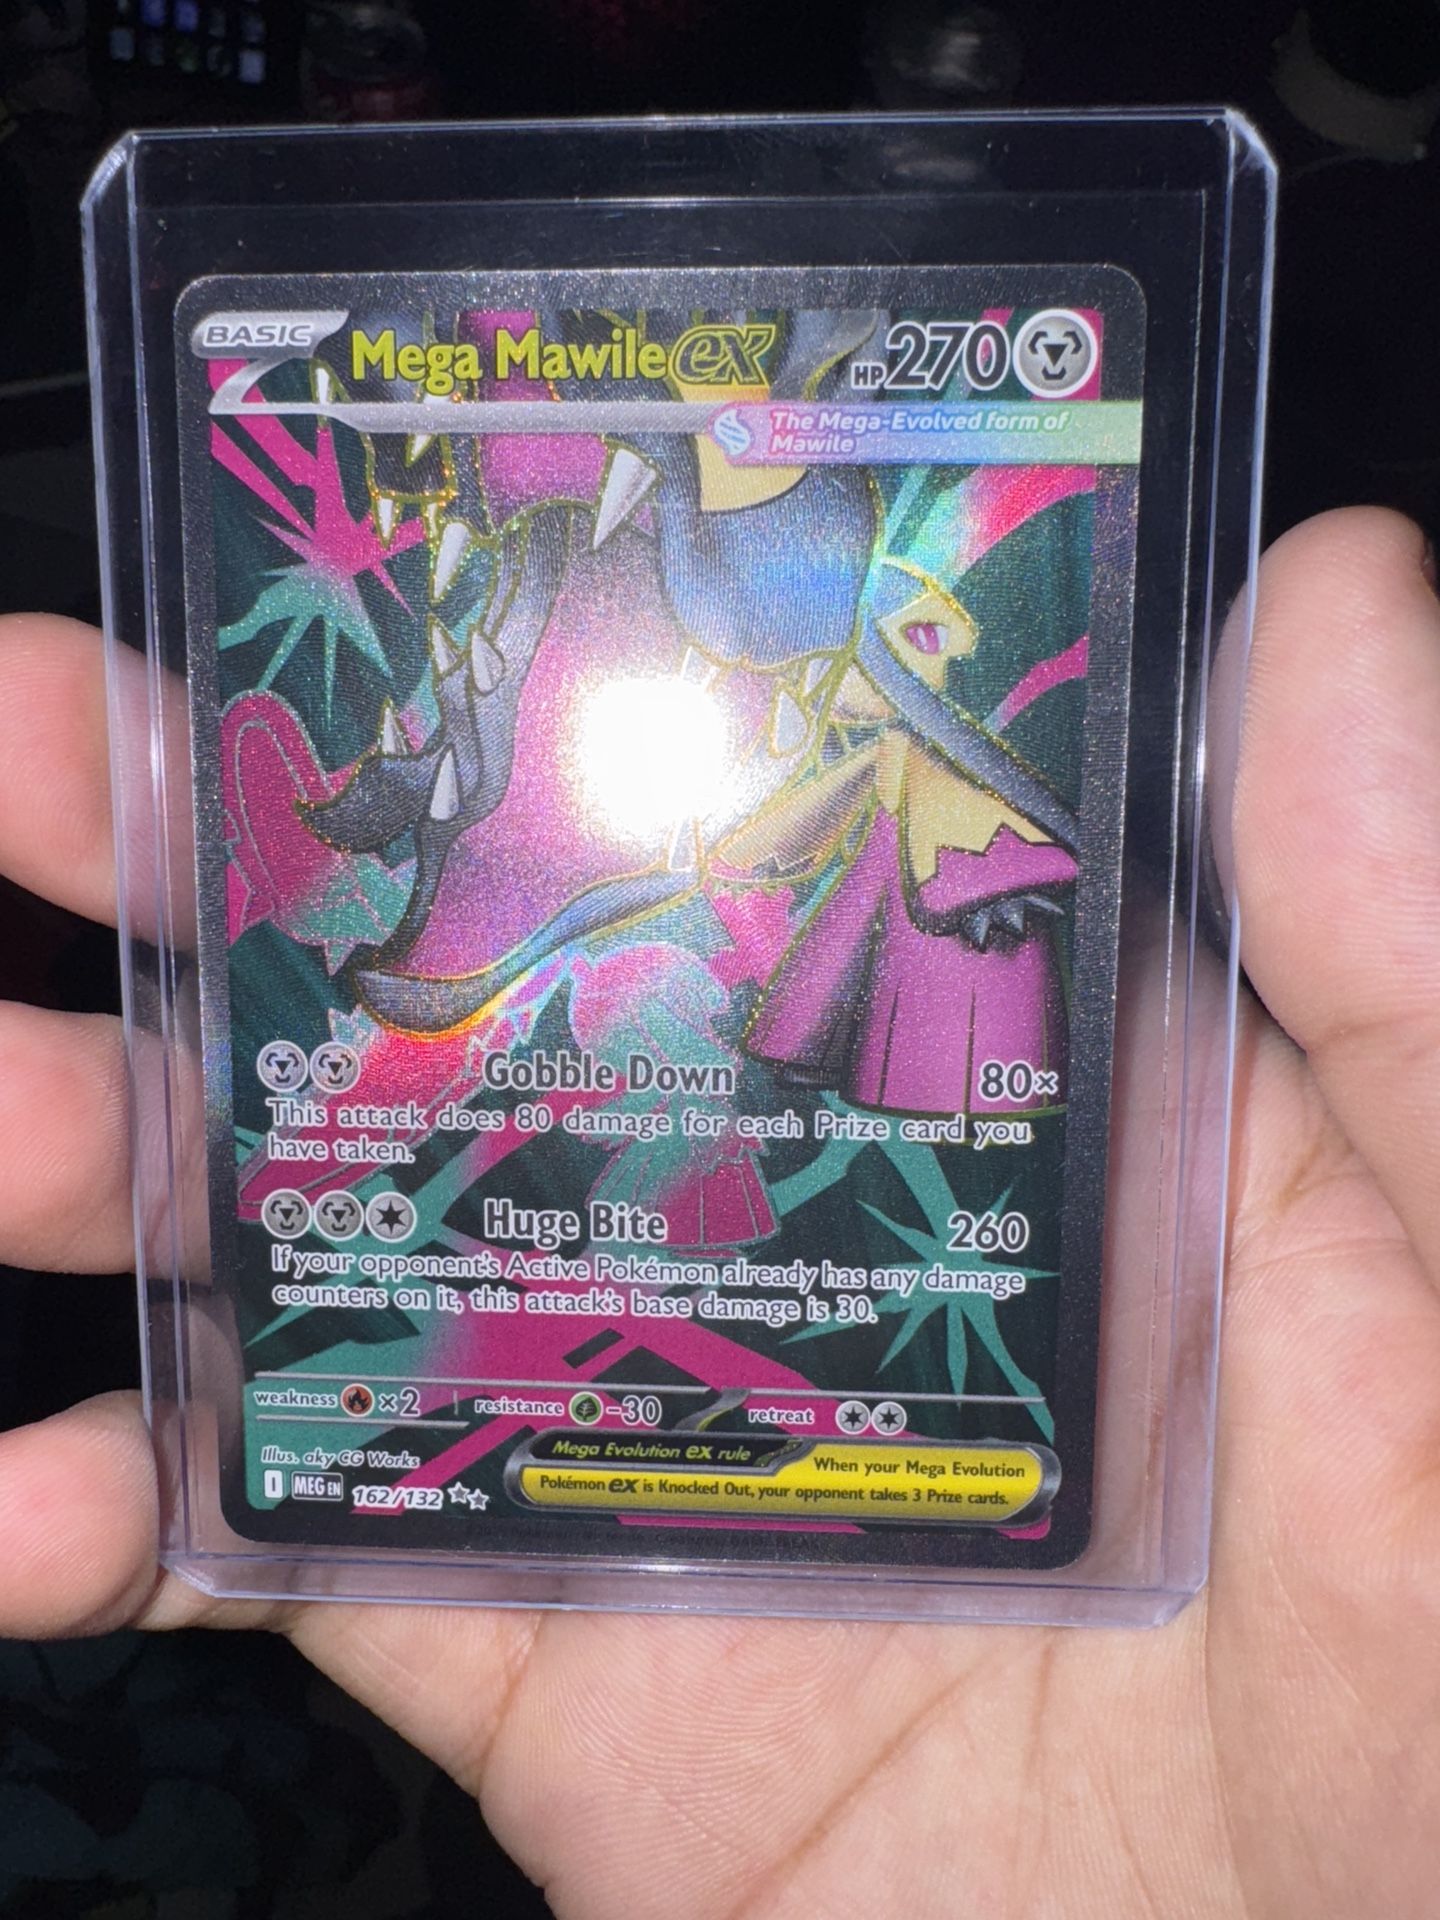 BASIC
Mega Mawile ex HP 270
The Mega-Evolved form of
Mawile
Gobble Down 80×
This attack does 80 damage for each Prize card you
have taken.
Huge Bite 260
If your opponent's Active Pokémon already has any damage
counters on it, this attack's base damage is 30.
weakness ×2 resistance -30 retreat
Illus. aky CG Works
I MEG EN 162/132
Mega Evolution ex rule
When your Mega Evolution
Pokémon ex is Knocked Out, your opponent takes 3 Prize cards.